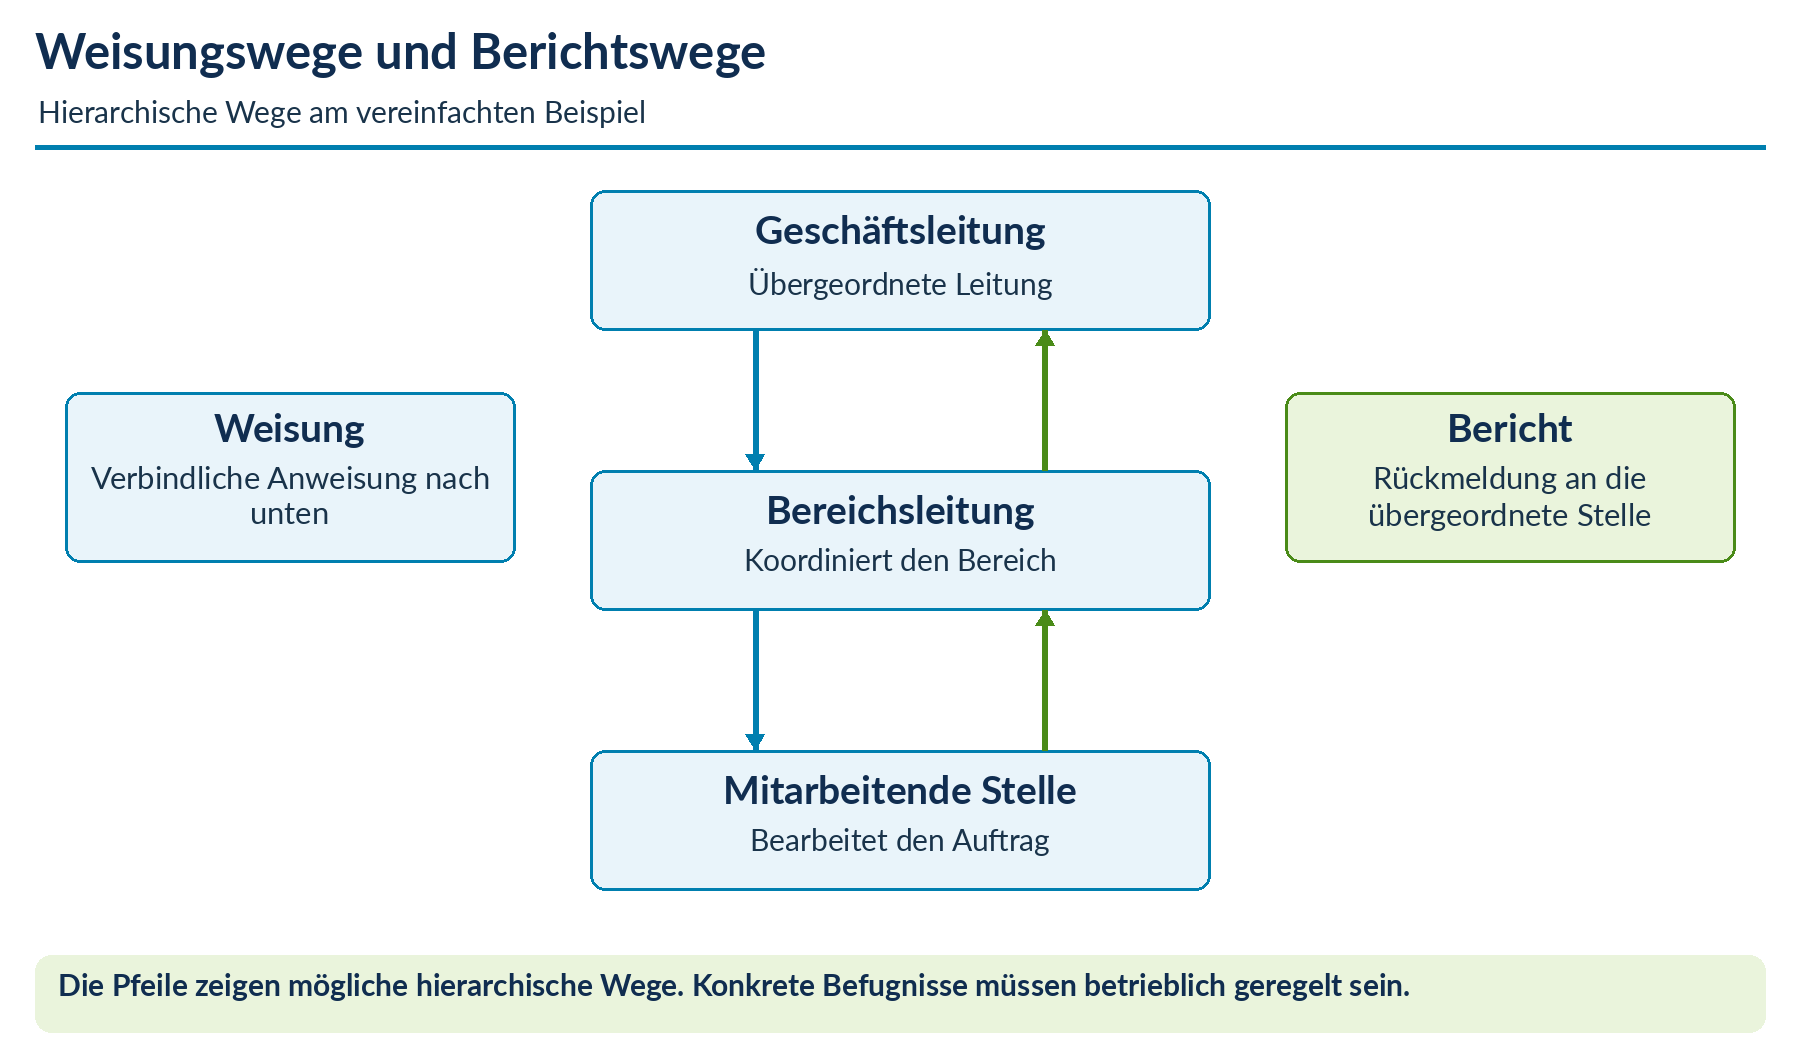 Weisungswege und Berichtswege
Hierarchische Wege am vereinfachten Beispiel
Geschäftsleitung
Übergeordnete Leitung
Weisung
Verbindliche Anweisung nach
unten
Bericht
Rückmeldung an die
übergeordnete Stelle
Bereichsleitung
Koordiniert den Bereich
Mitarbeitende Stelle
Bearbeitet den Auftrag
Die Pfeile zeigen mögliche hierarchische Wege. Konkrete Befugnisse müssen betrieblich geregelt sein.